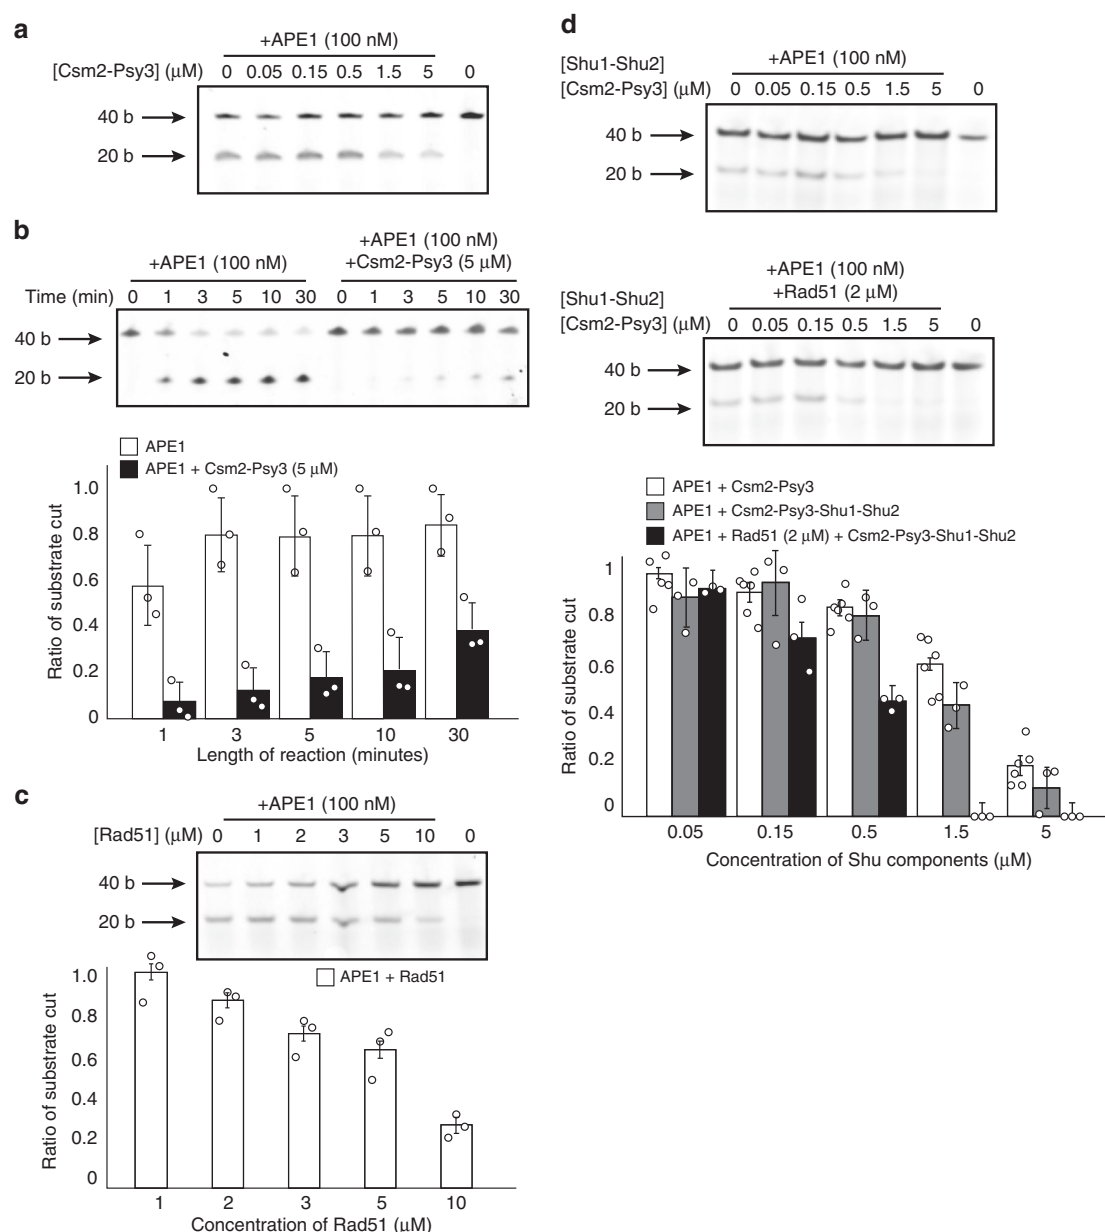 a
+APE1 (100 nM)
[Csm2-Psy3] (μM) 0 0.05 0.15 0.5 1.5 5 0
40 b
20 b
b
+APE1 (100 nM)
+APE1 (100 nM)
+Csm2-Psy3 (5 μM)
Time (min) 0 1 3 5 10 30 0 1 3 5 10 30
40 b
20 b
APE1
APE1 + Csm2-Psy3 (5 μM)
Ratio of substrate cut
1.0
0.8
0.6
0.4
0.2
0
1 3 5 10 30
Length of reaction (minutes)
c
+APE1 (100 nM)
[Rad51] (μM) 0 1 2 3 5 10 0
40 b
20 b
APE1 + Rad51
Ratio of substrate cut
1.0
0.8
0.6
0.4
0.2
0
1 2 3 5 10
Concentration of Rad51 (μM)
d
[Shu1-Shu2]
+APE1 (100 nM)
[Csm2-Psy3] (μM) 0 0.05 0.15 0.5 1.5 5 0
40 b
20 b
+APE1 (100 nM)
+Rad51 (2 μM)
[Shu1-Shu2]
[Csm2-Psy3] (μM) 0 0.05 0.15 0.5 1.5 5 0
40 b
20 b
APE1 + Csm2-Psy3
APE1 + Csm2-Psy3-Shu1-Shu2
APE1 + Rad51 (2 μM) + Csm2-Psy3-Shu1-Shu2
Ratio of substrate cut
1
0.8
0.6
0.4
0.2
0
0.05 0.15 0.5 1.5 5
Concentration of Shu components (μM)